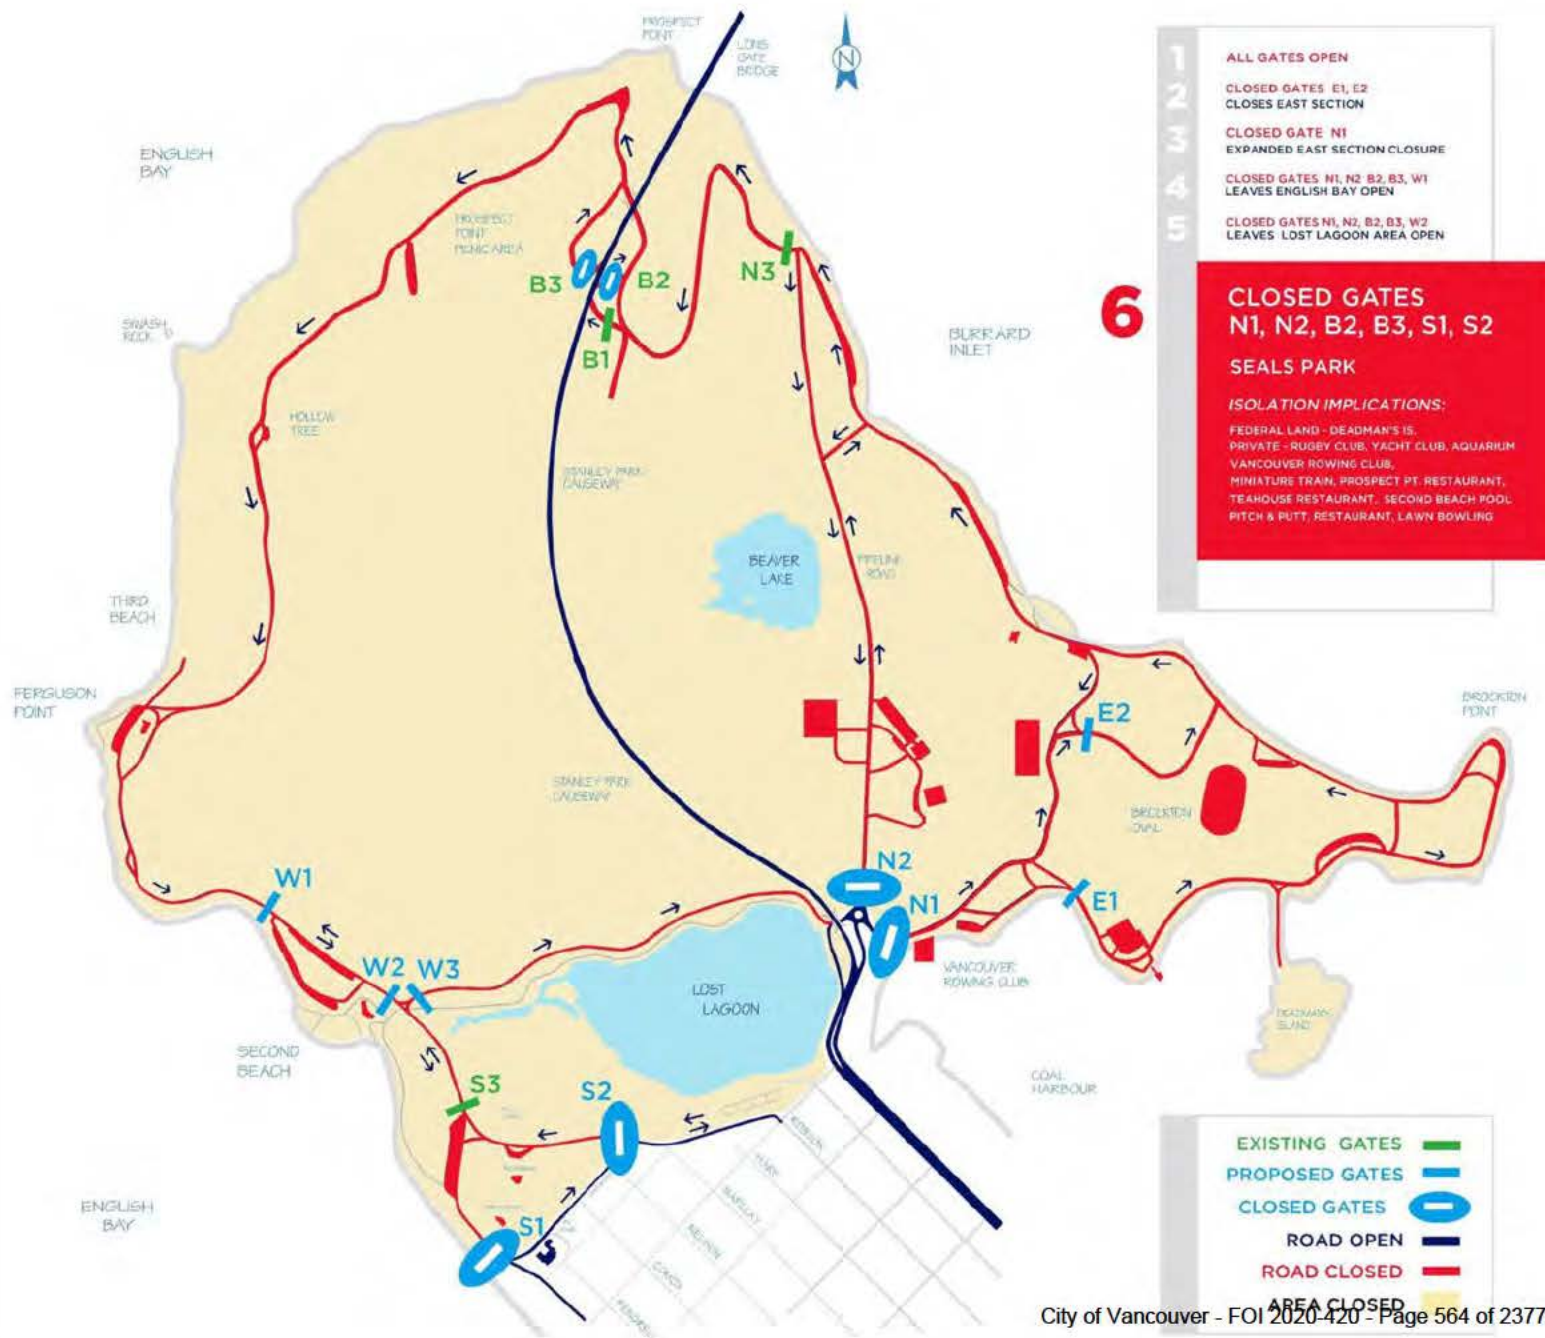 PROSPECT
POINT
LIONS
GATE
BRIDGE
N
ENGLISH
BAY
PROSPECT
POINT
PICNIC AREA
B3
B2
N3
B1
SIWASH
ROCK
BURRARD
INLET
HOLLOW
TREE
STANLEY PARK
CAUSEWAY
BEAVER
LAKE
PIPELINE
ROAD
THIRD
BEACH
FERGUSON
POINT
E2
BROCKTON
POINT
STANLEY PARK
CAUSEWAY
BROCKTON
OVAL
W1
N2
N1
E1
W2
W3
VANCOUVER
ROWING CLUB
LOST
LAGOON
DEADMANS
ISLAND
SECOND
BEACH
COAL
HARBOUR
S3
S2
ROBSON
HARO
BARCLAY
NELSON
COMOX
PENDRELL
S1
ENGLISH
BAY
1
ALL GATES OPEN
2
CLOSED GATES E1, E2
CLOSES EAST SECTION
3
CLOSED GATE N1
EXPANDED EAST SECTION CLOSURE
4
CLOSED GATES N1, N2 B2, B3, W1
LEAVES ENGLISH BAY OPEN
5
CLOSED GATES N1, N2, B2, B3, W2
LEAVES LOST LAGOON AREA OPEN
6
CLOSED GATES
N1, N2, B2, B3, S1, S2
SEALS PARK
ISOLATION IMPLICATIONS:
FEDERAL LAND - DEADMAN'S IS.
PRIVATE - RUGBY CLUB, YACHT CLUB, AQUARIUM
VANCOUVER ROWING CLUB,
MINIATURE TRAIN, PROSPECT PT. RESTAURANT,
TEAHOUSE RESTAURANT, SECOND BEACH POOL
PITCH & PUTT, RESTAURANT, LAWN BOWLING
EXISTING GATES
PROPOSED GATES
CLOSED GATES
ROAD OPEN
ROAD CLOSED
AREA CLOSED
City of Vancouver - FOI 2020-420 - Page 564 of 2377